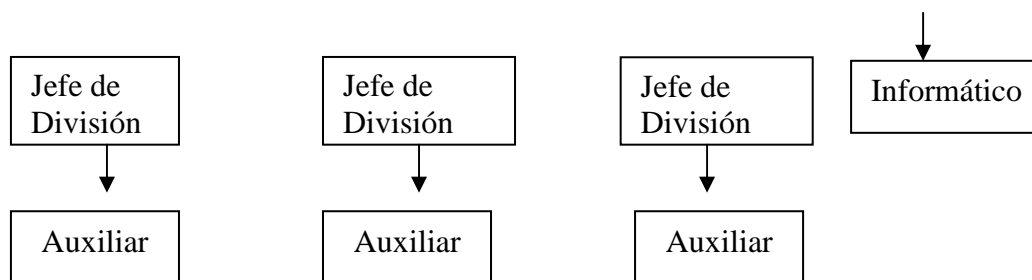 Jefe de
División
Jefe de
División
Jefe de
División
Informático
Auxiliar
Auxiliar
Auxiliar